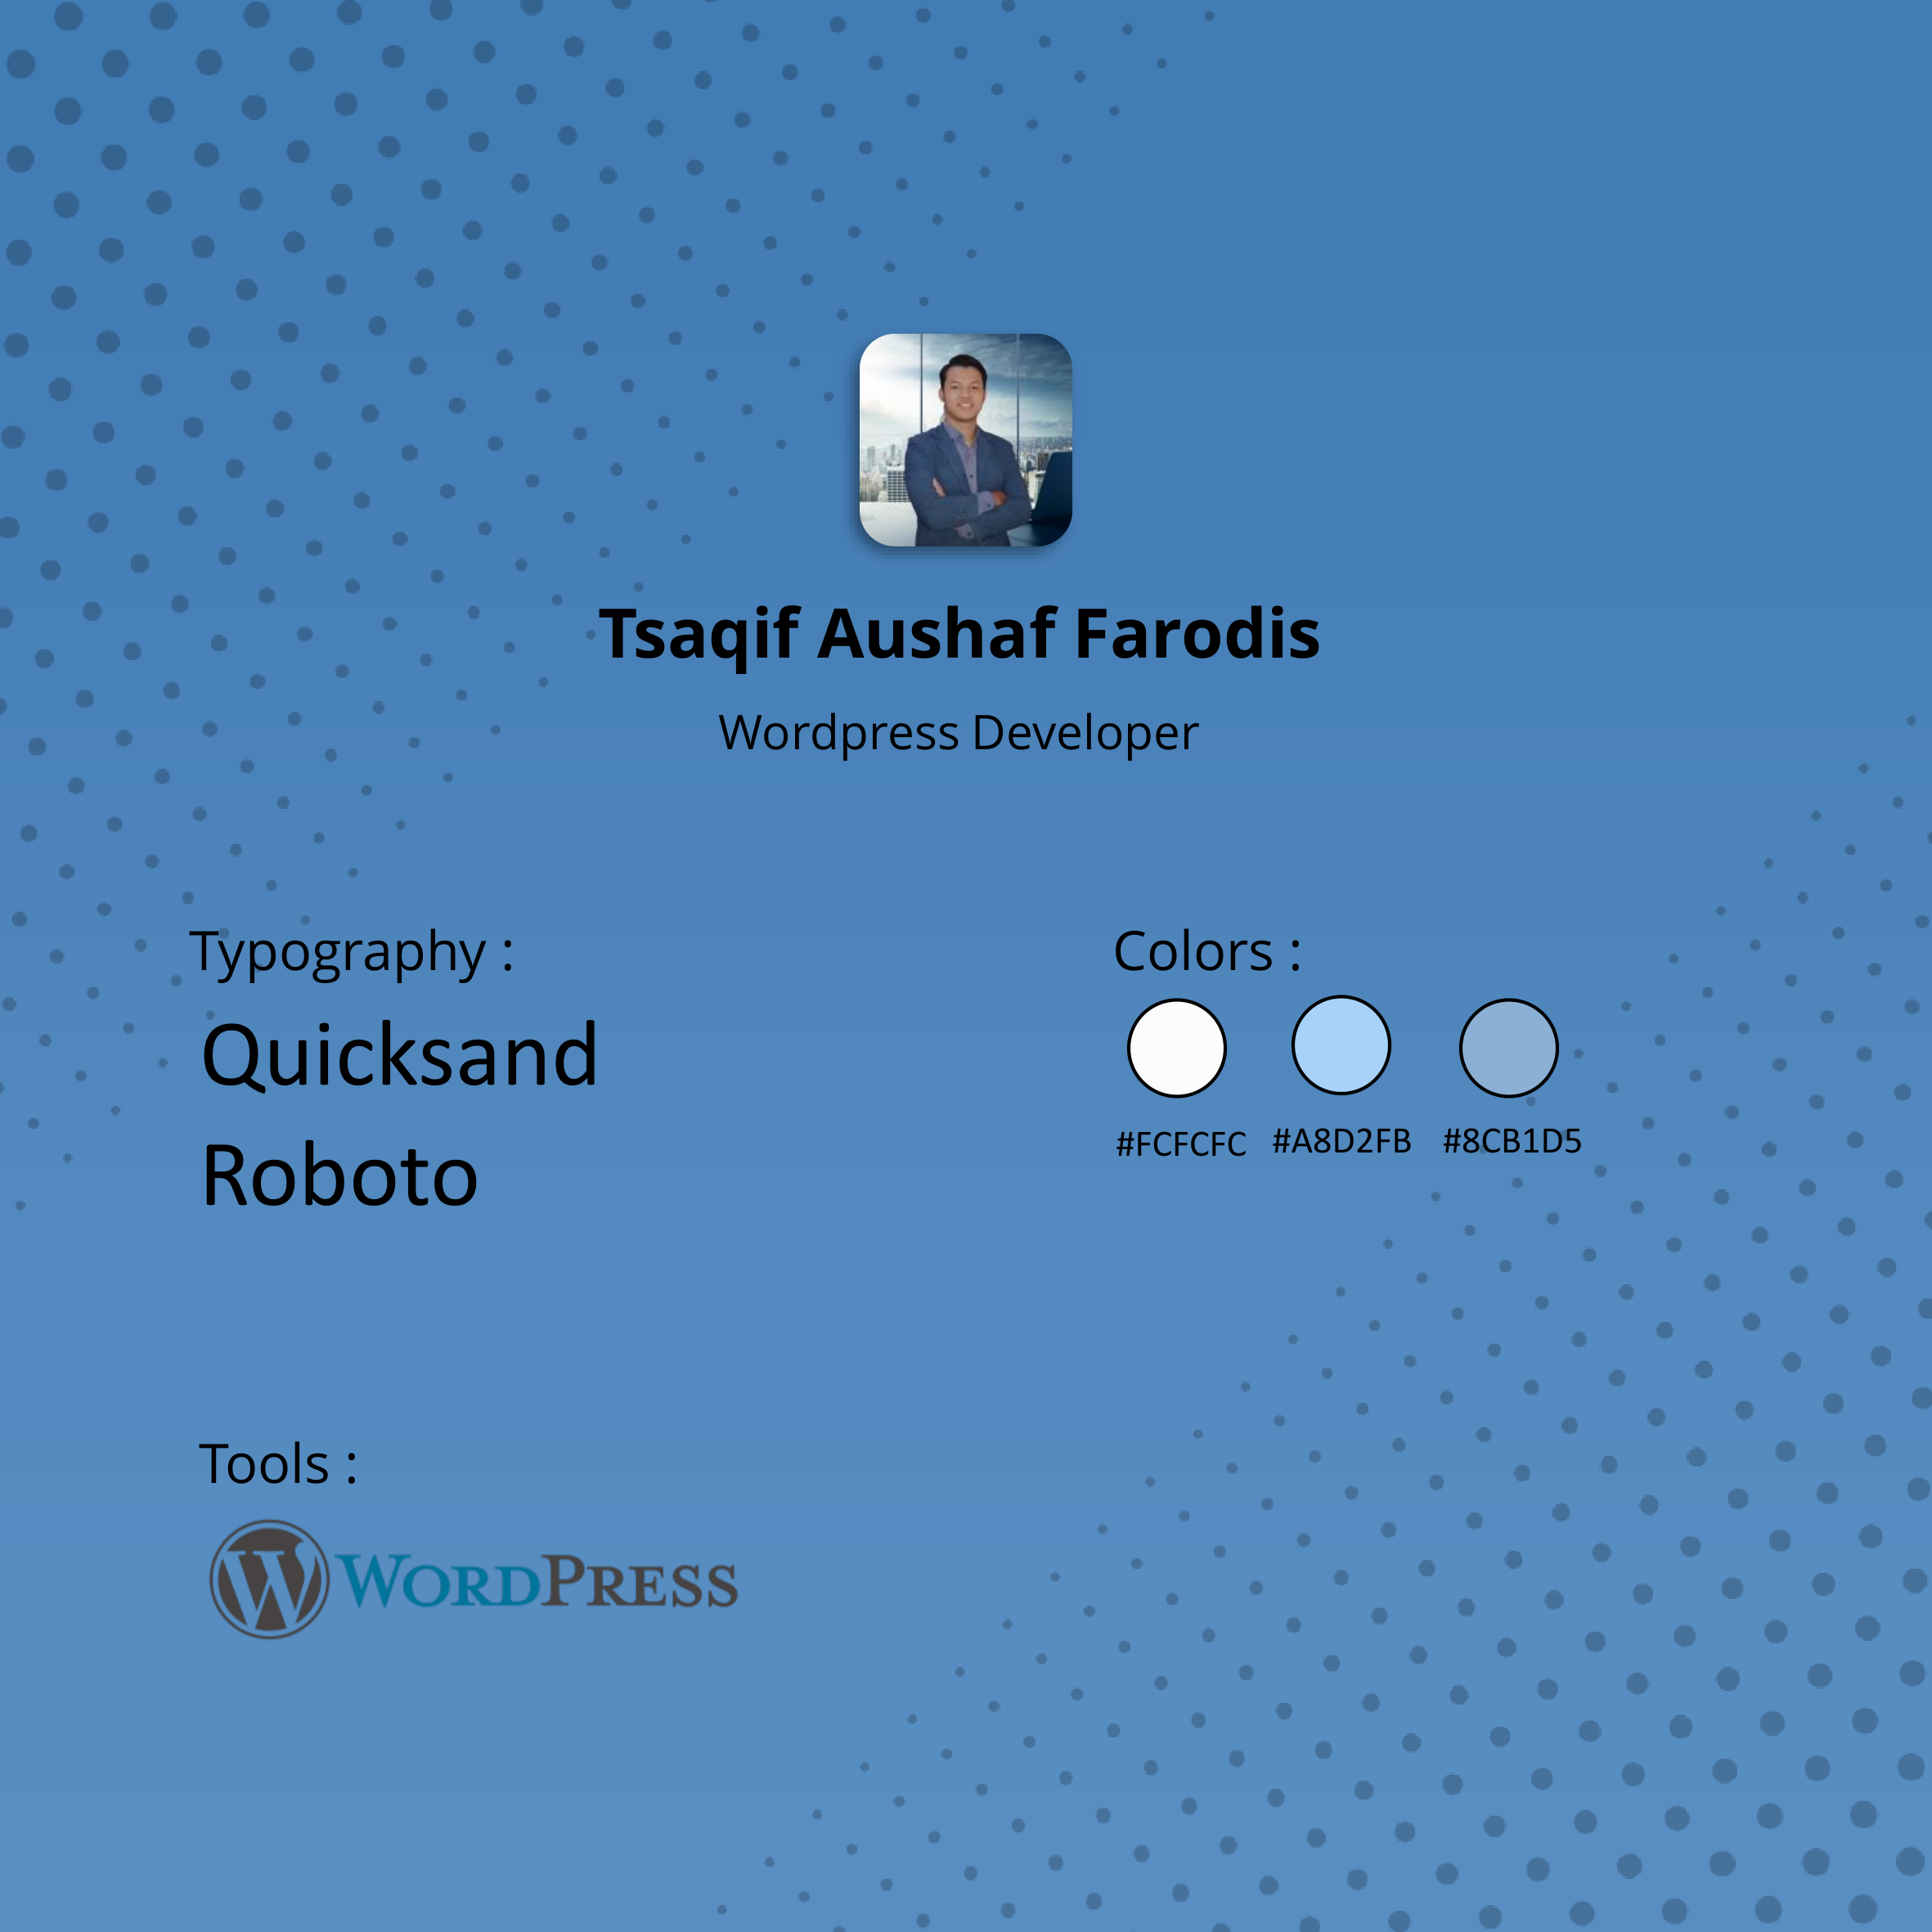 Tsaqif Aushaf Farodis
Wordpress Developer
Typography :
Quicksand
Roboto
Colors :
#FCFCFC #A8D2FB #8CB1D5
Tools :
WORDPRESS